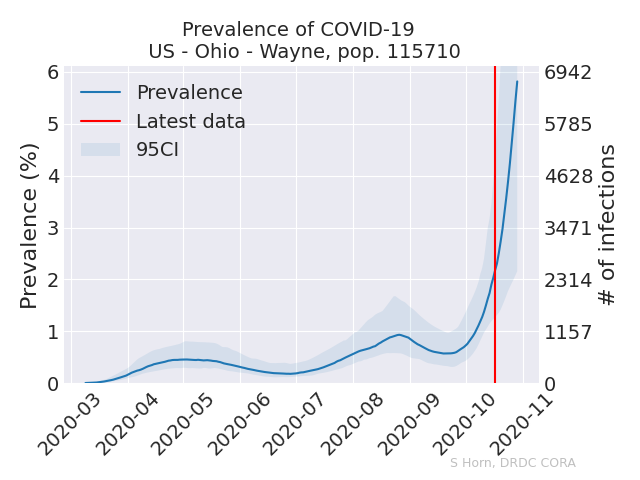 Prevalence of COVID-19
US - Ohio - Wayne, pop. 115710
Prevalence
Latest data
95CI
Prevalence (%)
6
5
4
3
2
1
0
6942
5785
4628
3471
2314
1157
0
# of infections
2020-03
2020-04
2020-05
2020-06
2020-07
2020-08
2020-09
2020-10
2020-11
S Horn, DRDC CORA